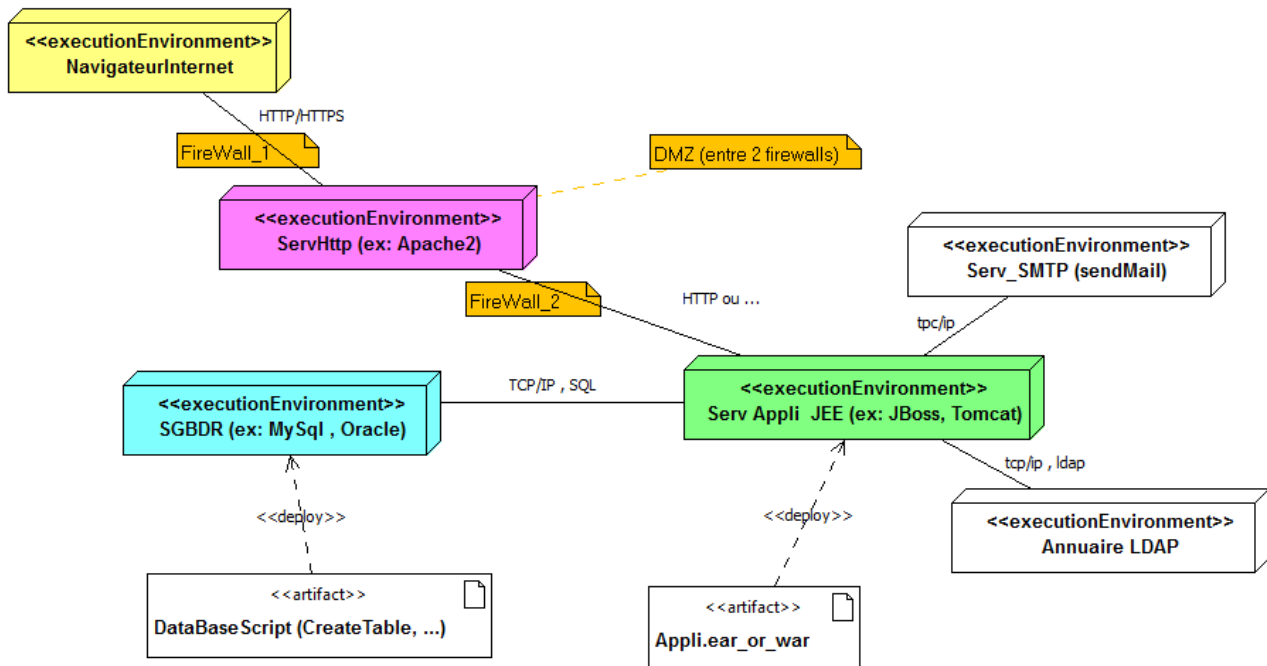 <<executionEnvironment>>
NavigateurInternet
HTTP/HTTPS
FireWall_1
DMZ (entre 2 firewalls)
<<executionEnvironment>>
ServHttp (ex: Apache2)
<<executionEnvironment>>
Serv_SMTP (sendMail)
FireWall_2
HTTP ou ...
tpc/ip
<<executionEnvironment>>
SGBDR (ex: MySql , Oracle)
TCP/IP , SQL
<<executionEnvironment>>
Serv Appli JEE (ex: JBoss, Tomcat)
tcp/ip , ldap
<<executionEnvironment>>
Annuaire LDAP
<<deploy>>
<<deploy>>
<<artifact>>
DataBaseScript (CreateTable, ...)
<<artifact>>
Appli.ear_or_war